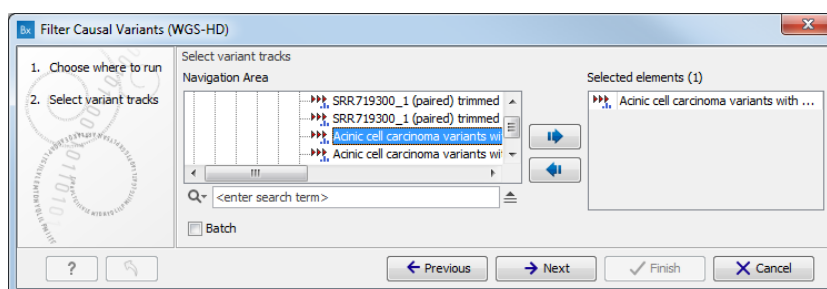 Bx Filter Causal Variants (WGS-HD)
1. Choose where to run
2. Select variant tracks
Select variant tracks
Navigation Area
SRR719300_1 (paired) trimmed
SRR719300_1 (paired) trimmed
Acinic cell carcinoma variants wi
Acinic cell carcinoma variants wi
<enter search term>
Batch
Selected elements (1)
Acinic cell carcinoma variants with ...
? Previous Next Finish Cancel